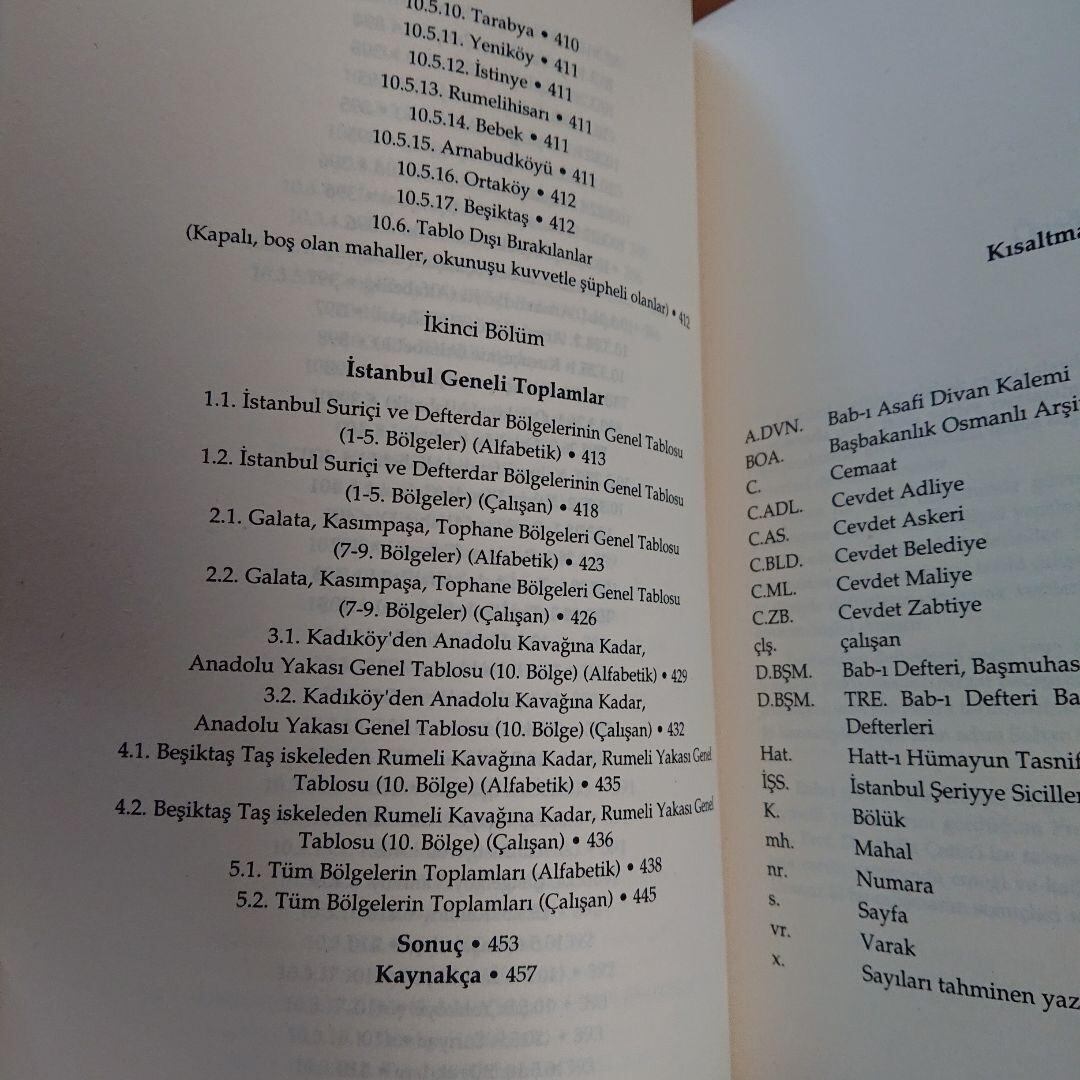 10.5.10. Tarabya • 410
10.5.11. Yeniköy • 411
10.5.12. İstinye • 411
10.5.13. Rumelihisarı • 411
10.5.14. Bebek • 411
10.5.15. Arnabudköyü • 411
10.5.16. Ortaköy • 412
10.5.17. Beşiktaş • 412
10.6. Tablo Dışı Bırakılanlar
(Kapalı, boş olan mahaller, okunuşu kuvvetle şüpheli olanlar) • 412
İkinci Bölüm
İstanbul Geneli Toplamlar
1.1. İstanbul Suriçi ve Defterdar Bölgelerinin Genel Tablosu
(1-5. Bölgeler) (Alfabetik) • 413
1.2. İstanbul Suriçi ve Defterdar Bölgelerinin Genel Tablosu
(1-5. Bölgeler) (Çalışan) • 418
2.1. Galata, Kasımpaşa, Tophane Bölgeleri Genel Tablosu
(7-9. Bölgeler) (Alfabetik) • 423
2.2. Galata, Kasımpaşa, Tophane Bölgeleri Genel Tablosu
(7-9. Bölgeler) (Çalışan) • 426
3.1. Kadıköy'den Anadolu Kavağına Kadar,
Anadolu Yakası Genel Tablosu (10. Bölge) (Alfabetik) • 429
3.2. Kadıköy'den Anadolu Kavağına Kadar,
Anadolu Yakası Genel Tablosu (10. Bölge) (Çalışan) • 432
4.1. Beşiktaş Taş iskeleden Rumeli Kavağına Kadar, Rumeli Yakası Genel
Tablosu (10. Bölge) (Alfabetik) • 435
4.2. Beşiktaş Taş iskeleden Rumeli Kavağına Kadar, Rumeli Yakası Genel
Tablosu (10. Bölge) (Çalışan) • 436
5.1. Tüm Bölgelerin Toplamları (Alfabetik) • 438
5.2. Tüm Bölgelerin Toplamları (Çalışan) • 445
Sonuç • 453
Kaynakça • 457
Kısaltma
A.DVN. Bab-ı Asafi Divan Kalemi
BOA. Başbakanlık Osmanlı Arşi
C. Cemaat
C.ADL. Cevdet Adliye
C.AS. Cevdet Askeri
C.BLD. Cevdet Belediye
C.ML. Cevdet Maliye
C.ZB. Cevdet Zabtiye
çlş. çalışan
D.BŞM. Bab-ı Defteri, Başmuhas
D.BŞM. TRE. Bab-ı Defteri Ba
Defterleri
Hat. Hatt-ı Hümayun Tasnif
İŞS. İstanbul Şeriyye Siciller
K. Bölük
mh. Mahal
nr. Numara
s. Sayfa
vr. Varak
x. Sayıları tahminen yaz